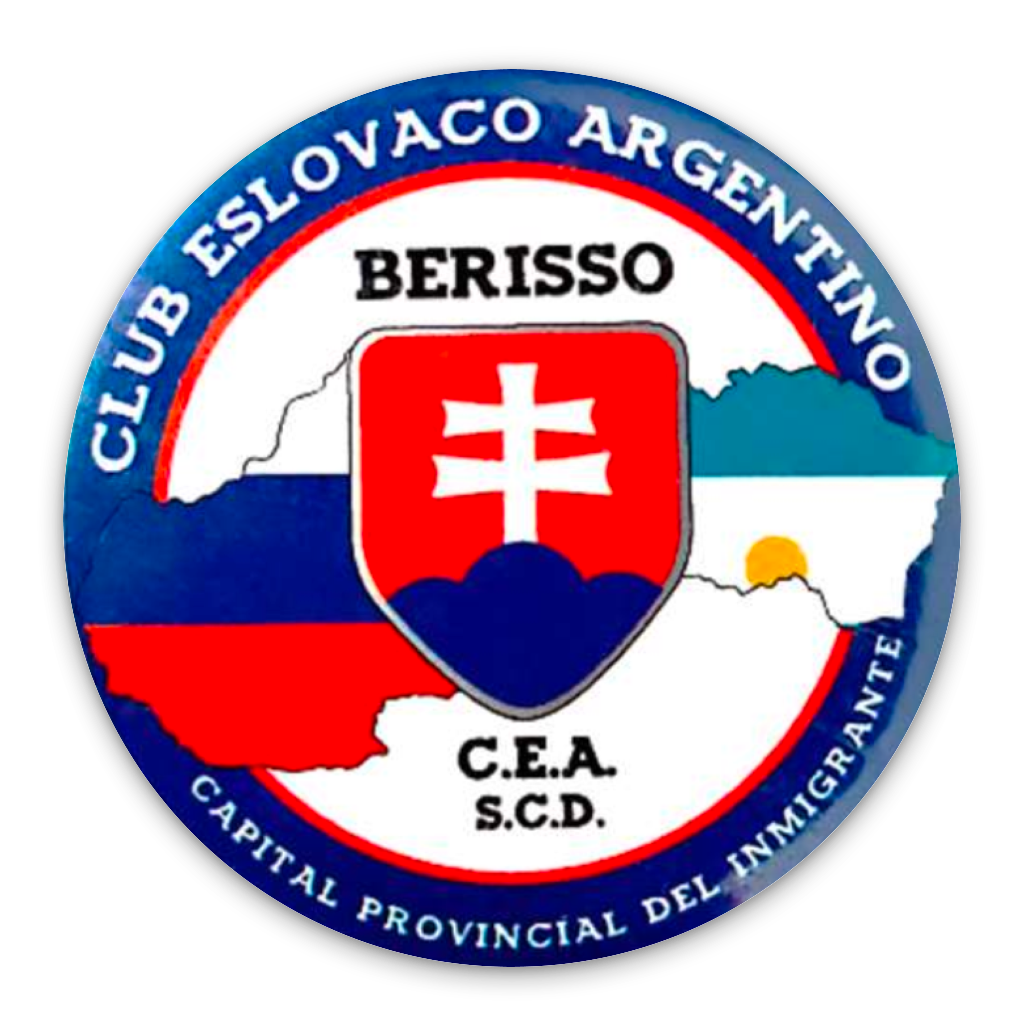 CLUB ESLOVACO ARGENTINO
BERISSO
C.E.A.
S.C.D.
CAPITAL PROVINCIAL DEL INMIGRANTE